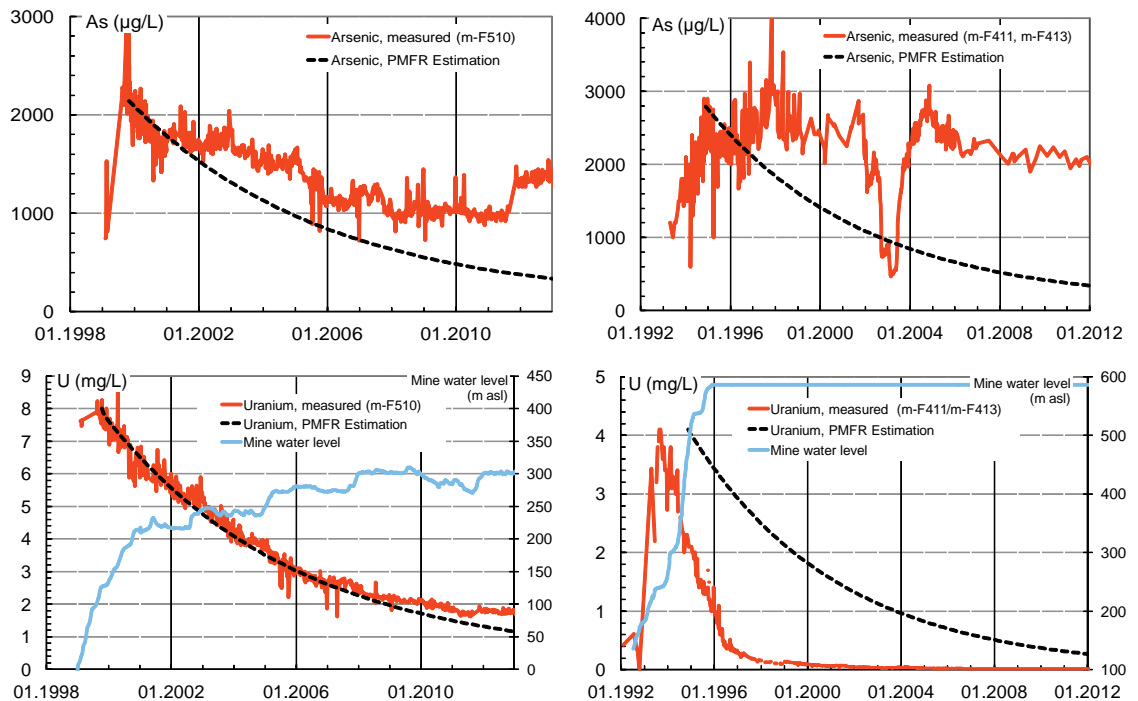 As (µg/L)
3000
2000
1000
0
Arsenic, measured (m-F510)
Arsenic, PMFR Estimation
01.1998 01.2002 01.2006 01.2010
As (µg/L)
4000
3000
2000
1000
0
Arsenic, measured (m-F411, m-F413)
Arsenic, PMFR Estimation
01.1992 01.1996 01.2000 01.2004 01.2008 01.2012
U (mg/L)
9
8
7
6
5
4
3
2
1
0
Mine water level
(m asl)
450
400
350
300
250
200
150
100
50
0
Uranium, measured (m-F510)
Uranium, PMFR Estimation
Mine water level
01.1998 01.2002 01.2006 01.2010
U (mg/L)
5
4
3
2
1
0
Mine water level
(m asl)
600
500
400
300
200
100
Uranium, measured (m-F411/m-F413)
Uranium, PMFR Estimation
Mine water level
01.1992 01.1996 01.2000 01.2004 01.2008 01.2012